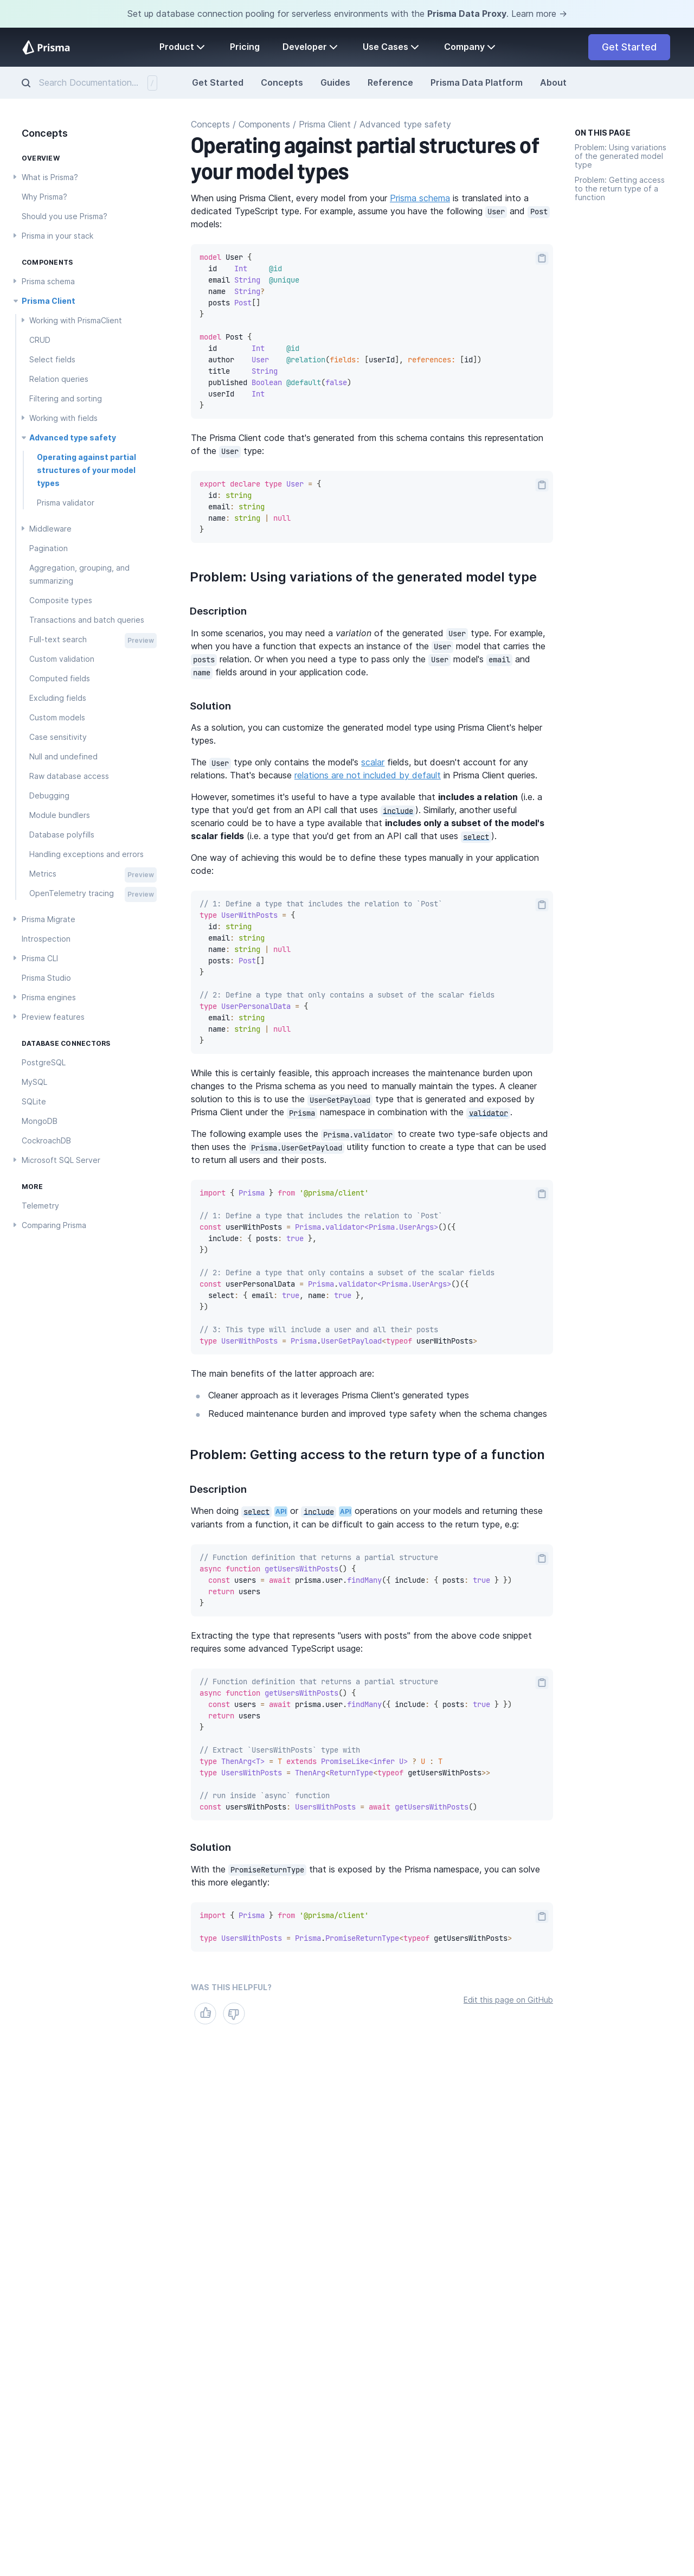 Set up database connection pooling for serverless environments with the Prisma Data Proxy. Learn more →
Prisma
Product
Pricing
Developer
Use Cases
Company
Get Started
Search Documentation...
/
Get Started
Concepts
Guides
Reference
Prisma Data Platform
About
Concepts
OVERVIEW
What is Prisma?
Why Prisma?
Should you use Prisma?
Prisma in your stack
COMPONENTS
Prisma schema
Prisma Client
Working with PrismaClient
CRUD
Select fields
Relation queries
Filtering and sorting
Working with fields
Advanced type safety
Operating against partial
structures of your model
types
Prisma validator
Middleware
Pagination
Aggregation, grouping, and
summarizing
Composite types
Transactions and batch queries
Full-text search Preview
Custom validation
Computed fields
Excluding fields
Custom models
Case sensitivity
Null and undefined
Raw database access
Debugging
Module bundlers
Database polyfills
Handling exceptions and errors
Metrics Preview
OpenTelemetry tracing Preview
Prisma Migrate
Introspection
Prisma CLI
Prisma Studio
Prisma engines
Preview features
DATABASE CONNECTORS
PostgreSQL
MySQL
SQLite
MongoDB
CockroachDB
Microsoft SQL Server
MORE
Telemetry
Comparing Prisma
Concepts / Components / Prisma Client / Advanced type safety
Operating against partial structures of
your model types
When using Prisma Client, every model from your Prisma schema is translated into a
dedicated TypeScript type. For example, assume you have the following User and Post
models:
model User {
  id    Int     @id
  email String  @unique
  name  String?
  posts Post[]
}
model Post {
  id        Int     @id
  author    User    @relation(fields: [userId], references: [id])
  title     String
  published Boolean @default(false)
  userId    Int
}
The Prisma Client code that's generated from this schema contains this representation
of the User type:
export declare type User = {
  id: string
  email: string
  name: string | null
}
Problem: Using variations of the generated model type
Description
In some scenarios, you may need a variation of the generated User type. For example,
when you have a function that expects an instance of the User model that carries the
posts relation. Or when you need a type to pass only the User model's email and
name fields around in your application code.
Solution
As a solution, you can customize the generated model type using Prisma Client's helper
types.
The User type only contains the model's scalar fields, but doesn't account for any
relations. That's because relations are not included by default in Prisma Client queries.
However, sometimes it's useful to have a type available that includes a relation (i.e. a
type that you'd get from an API call that uses include). Similarly, another useful
scenario could be to have a type available that includes only a subset of the model's
scalar fields (i.e. a type that you'd get from an API call that uses select).
One way of achieving this would be to define these types manually in your application
code:
// 1: Define a type that includes the relation to `Post`
type UserWithPosts = {
  id: string
  email: string
  name: string | null
  posts: Post[]
}
// 2: Define a type that only contains a subset of the scalar fields
type UserPersonalData = {
  email: string
  name: string | null
}
While this is certainly feasible, this approach increases the maintenance burden upon
changes to the Prisma schema as you need to manually maintain the types. A cleaner
solution to this is to use the UserGetPayload type that is generated and exposed by
Prisma Client under the Prisma namespace in combination with the validator.
The following example uses the Prisma.validator to create two type-safe objects and
then uses the Prisma.UserGetPayload utility function to create a type that can be used
to return all users and their posts.
import { Prisma } from '@prisma/client'
// 1: Define a type that includes the relation to `Post`
const userWithPosts = Prisma.validator<Prisma.UserArgs>()({
  include: { posts: true },
})
// 2: Define a type that only contains a subset of the scalar fields
const userPersonalData = Prisma.validator<Prisma.UserArgs>()({
  select: { email: true, name: true },
})
// 3: This type will include a user and all their posts
type UserWithPosts = Prisma.UserGetPayload<typeof userWithPosts>
The main benefits of the latter approach are:
Cleaner approach as it leverages Prisma Client's generated types
Reduced maintenance burden and improved type safety when the schema changes
Problem: Getting access to the return type of a function
Description
When doing select API or include API operations on your models and returning these
variants from a function, it can be difficult to gain access to the return type, e.g:
// Function definition that returns a partial structure
async function getUsersWithPosts() {
  const users = await prisma.user.findMany({ include: { posts: true } })
  return users
}
Extracting the type that represents "users with posts" from the above code snippet
requires some advanced TypeScript usage:
// Function definition that returns a partial structure
async function getUsersWithPosts() {
  const users = await prisma.user.findMany({ include: { posts: true } })
  return users
}
// Extract `UsersWithPosts` type with
type ThenArg<T> = T extends PromiseLike<infer U> ? U : T
type UsersWithPosts = ThenArg<ReturnType<typeof getUsersWithPosts>>
// run inside `async` function
const usersWithPosts: UsersWithPosts = await getUsersWithPosts()
Solution
With the PromiseReturnType that is exposed by the Prisma namespace, you can solve
this more elegantly:
import { Prisma } from '@prisma/client'
type UsersWithPosts = Prisma.PromiseReturnType<typeof getUsersWithPosts>
WAS THIS HELPFUL?
Edit this page on GitHub
ON THIS PAGE
Problem: Using variations
of the generated model
type
Problem: Getting access
to the return type of a
function